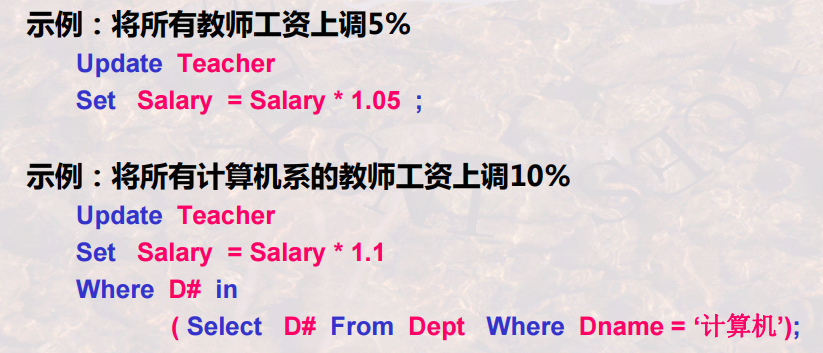 示例：将所有教师工资上调5%
Update Teacher
Set Salary = Salary * 1.05 ;
示例：将所有计算机系的教师工资上调10%
Update Teacher
Set Salary = Salary * 1.1
Where D# in
( Select D# From Dept Where Dname = ‘计算机’);